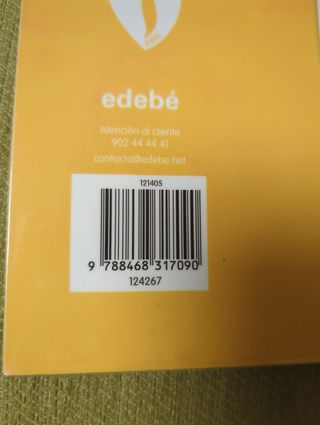 edebé
Atención al cliente
902 44 44 41
contacta@edebe.net
121405
9 788468 317090
124267